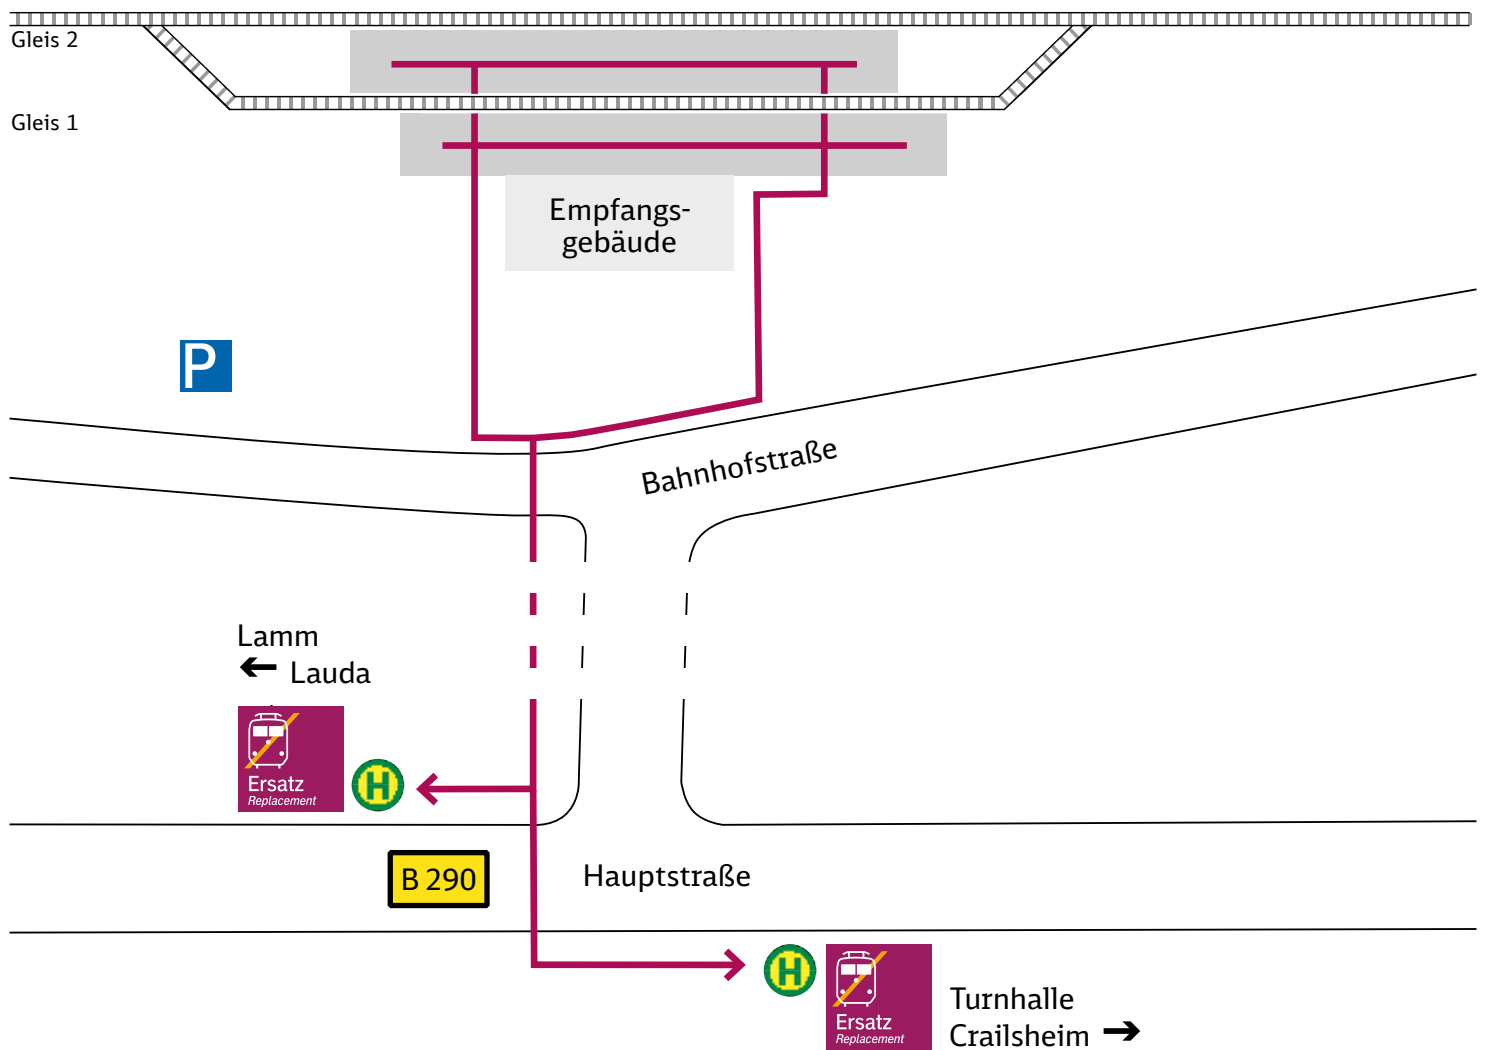 Gleis 2
Gleis 1
Empfangs-
gebäude
P
Bahnhofstraße
Lamm
Lauda
Ersatz
Replacement
H
B 290
Hauptstraße
H
Ersatz
Replacement
Turnhalle
Crailsheim